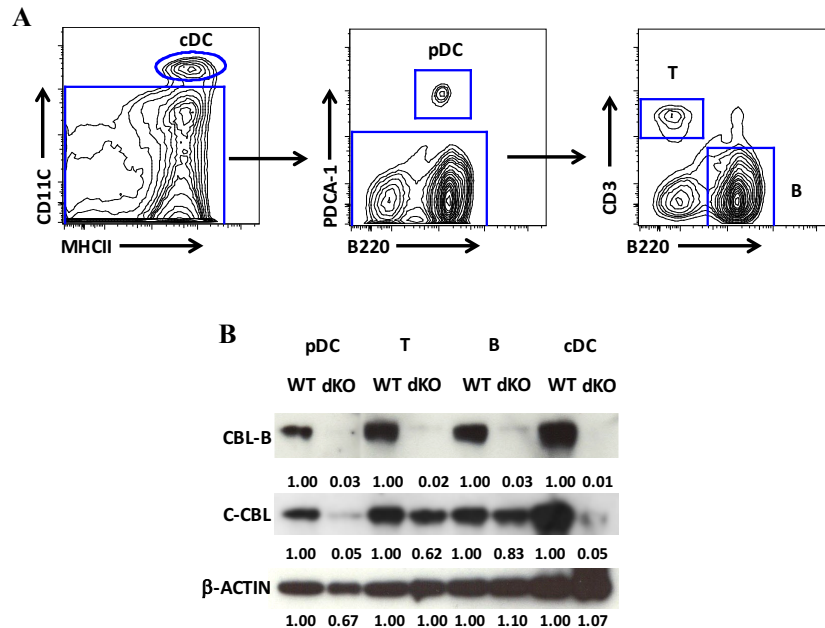 A
cDC
pDC
T
B
CD11C
MHCII
PDCA-1
B220
CD3
B220
B
pDC T B cDC
WT dKO WT dKO WT dKO WT dKO
CBL-B
1.00 0.03 1.00 0.02 1.00 0.03 1.00 0.01
C-CBL
1.00 0.05 1.00 0.62 1.00 0.83 1.00 0.05
β-ACTIN
1.00 0.67 1.00 1.00 1.00 1.10 1.00 1.07